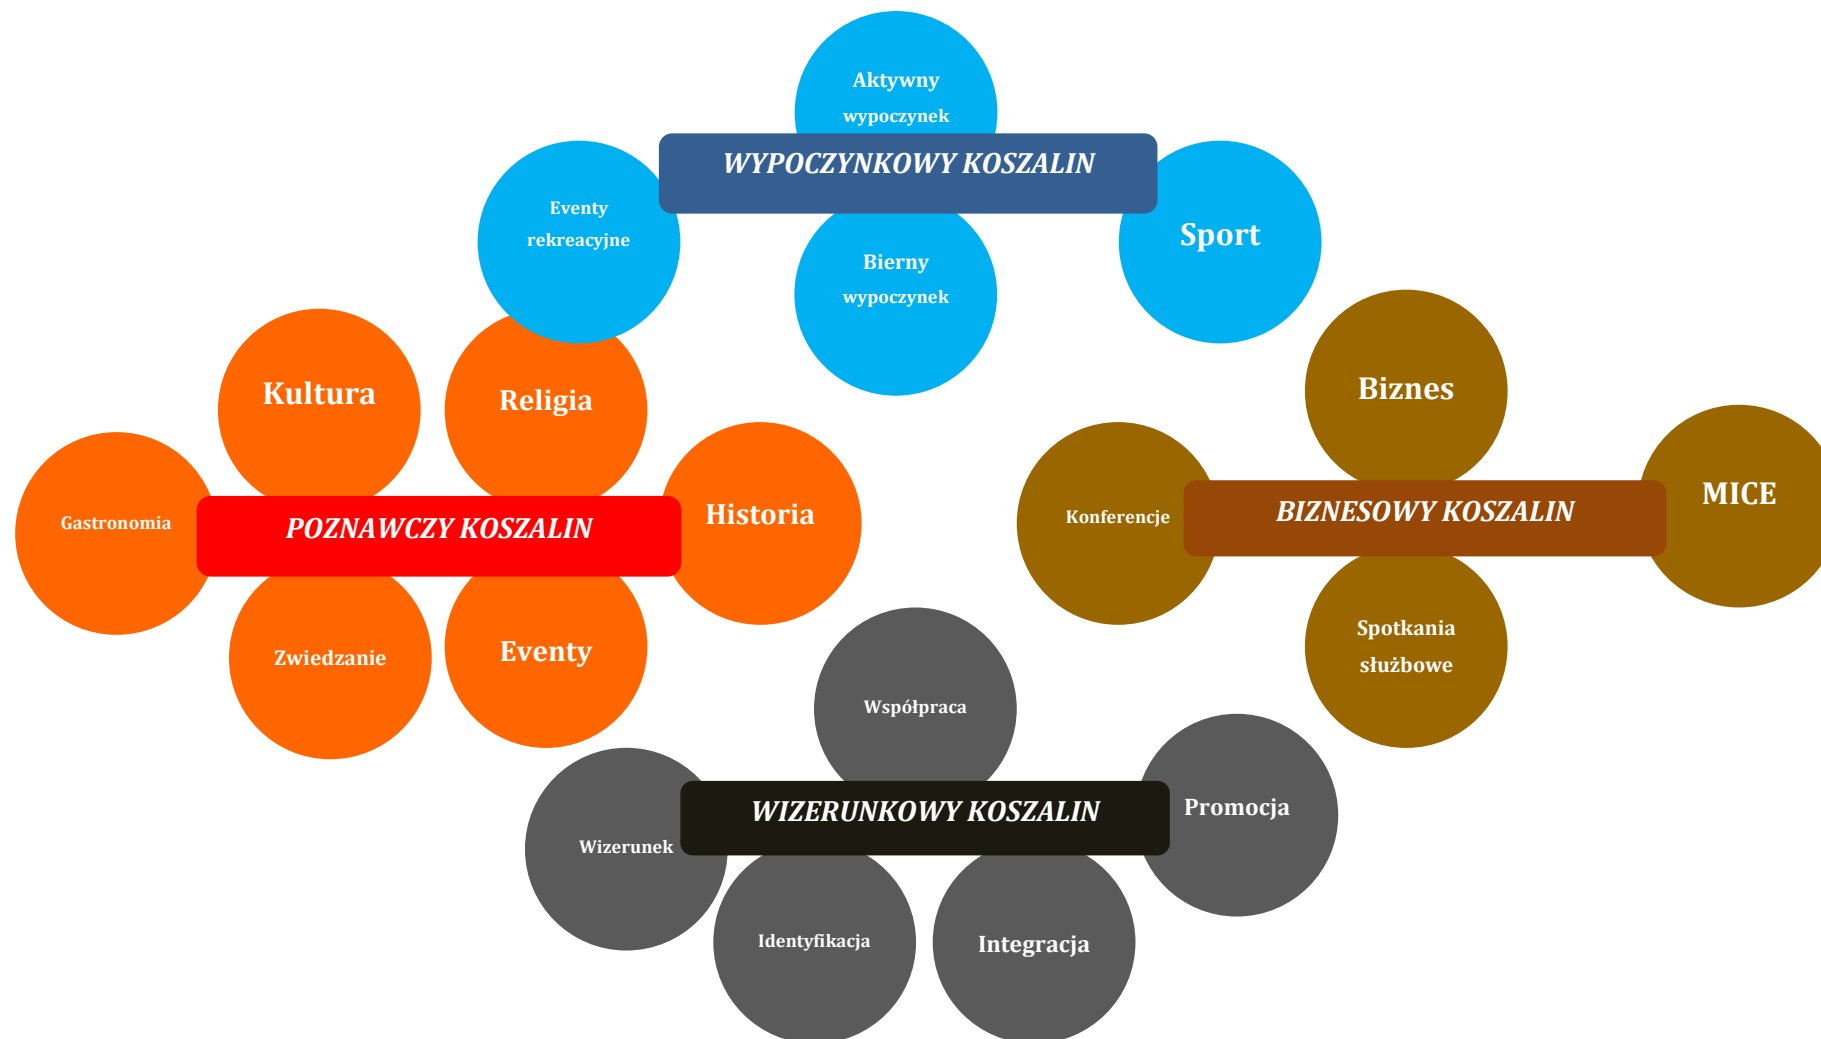 Aktywny
wypoczynek
WYPOCZYNKOWY KOSZALIN
Eventy
rekreacyjne
Sport
Bierny
wypoczynek
Kultura
Religia
Gastronomia
POZNAWCZY KOSZALIN
Historia
Zwiedzanie
Eventy
Biznes
Konferencje
BIZNESOWY KOSZALIN
MICE
Spotkania
służbowe
Współpraca
Wizerunek
WIZERUNKOWY KOSZALIN
Promocja
Identyfikacja
Integracja